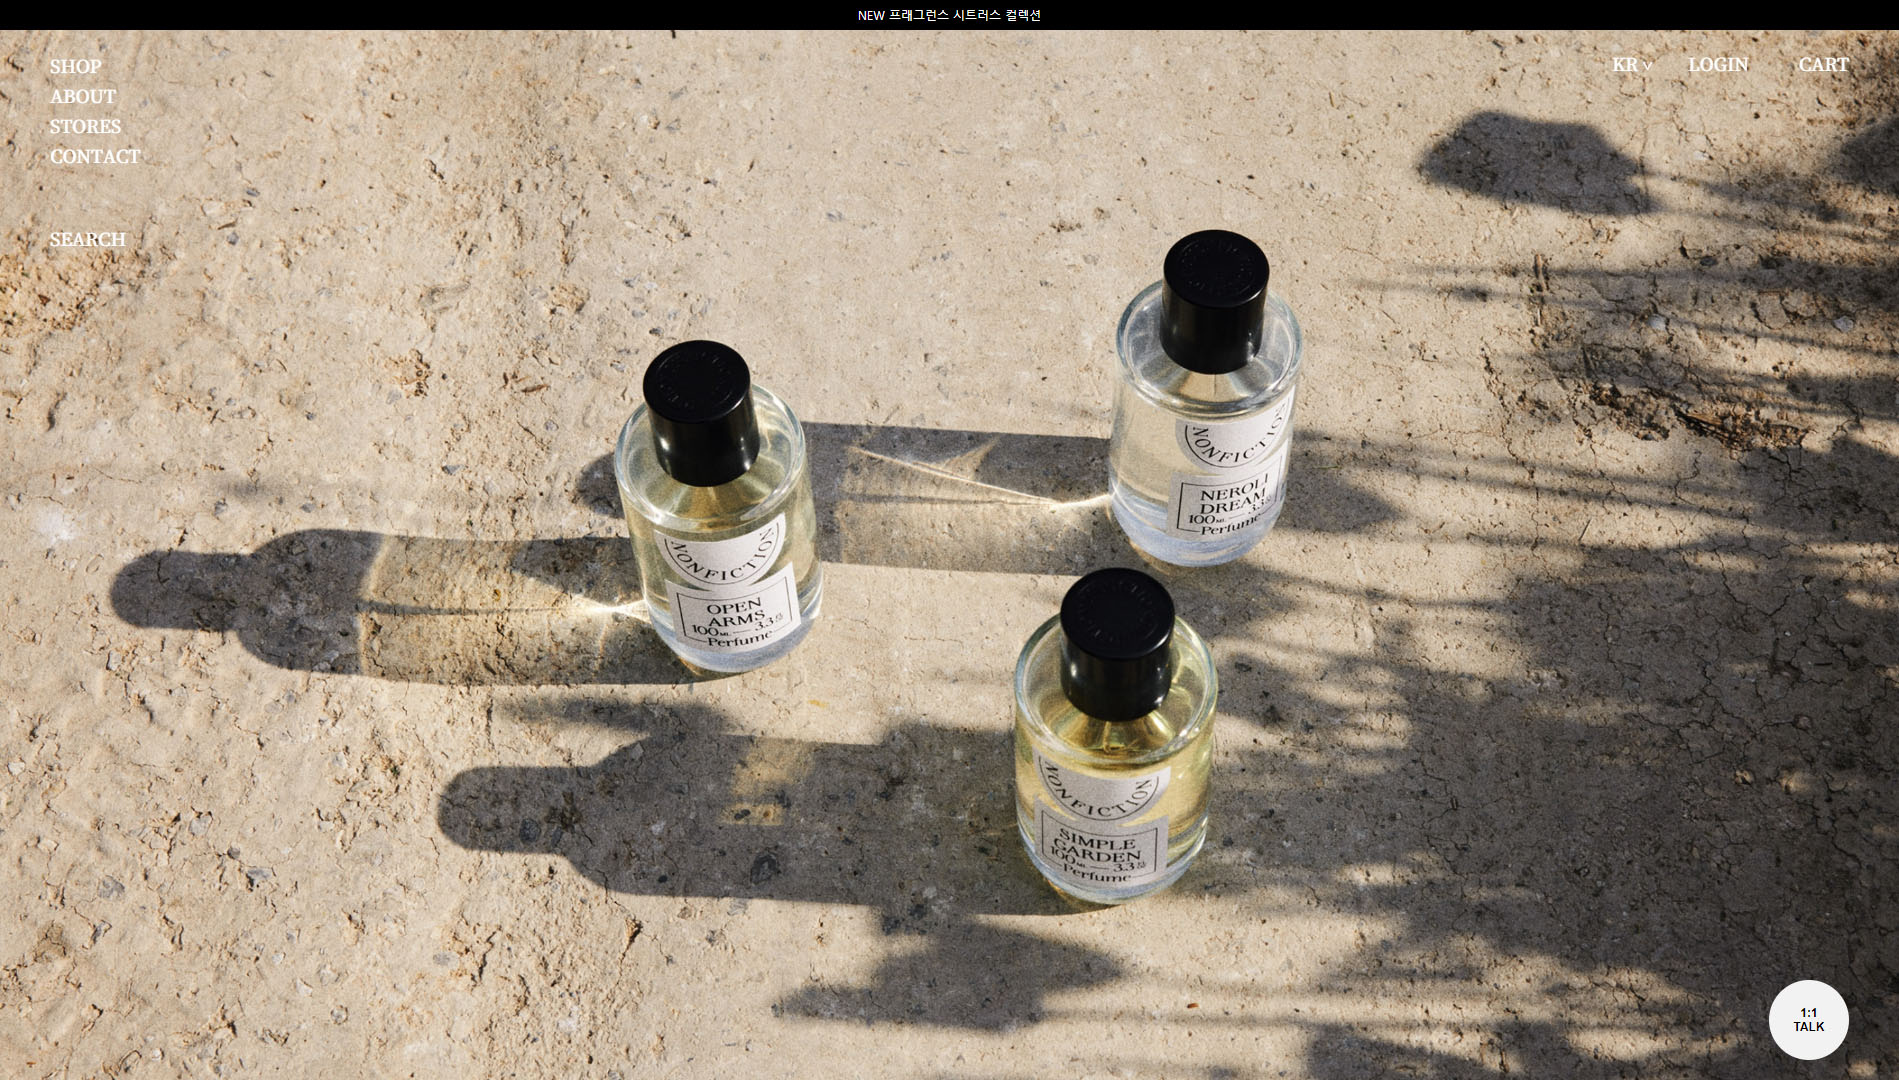 NEW 프래그런스 시트러스 컬렉션
SHOP
ABOUT
STORES
CONTACT
SEARCH
KR
LOGIN
CART
NONFICTION
NEROLI
DREAM
100ML — 3.3
Perfume
NONFICTION
OPEN
ARMS
100ML — 3.3
Perfume
NONFICTION
SIMPLE
GARDEN
100ML — 3.3
Perfume
1:1
TALK